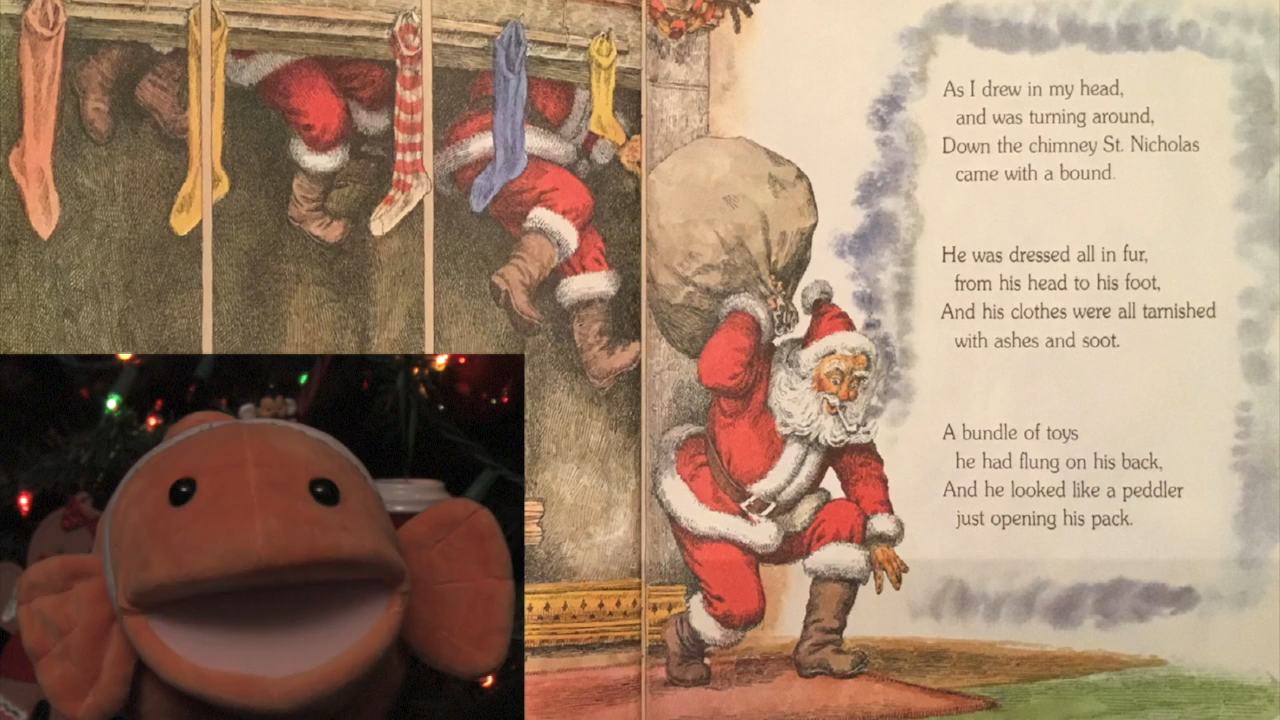 As I drew in my head,
and was turning around,
Down the chimney St. Nicholas
came with a bound.
He was dressed all in fur,
from his head to his foot,
And his clothes were all tarnished
with ashes and soot.
A bundle of toys
he had flung on his back,
And he looked like a peddler
just opening his pack.